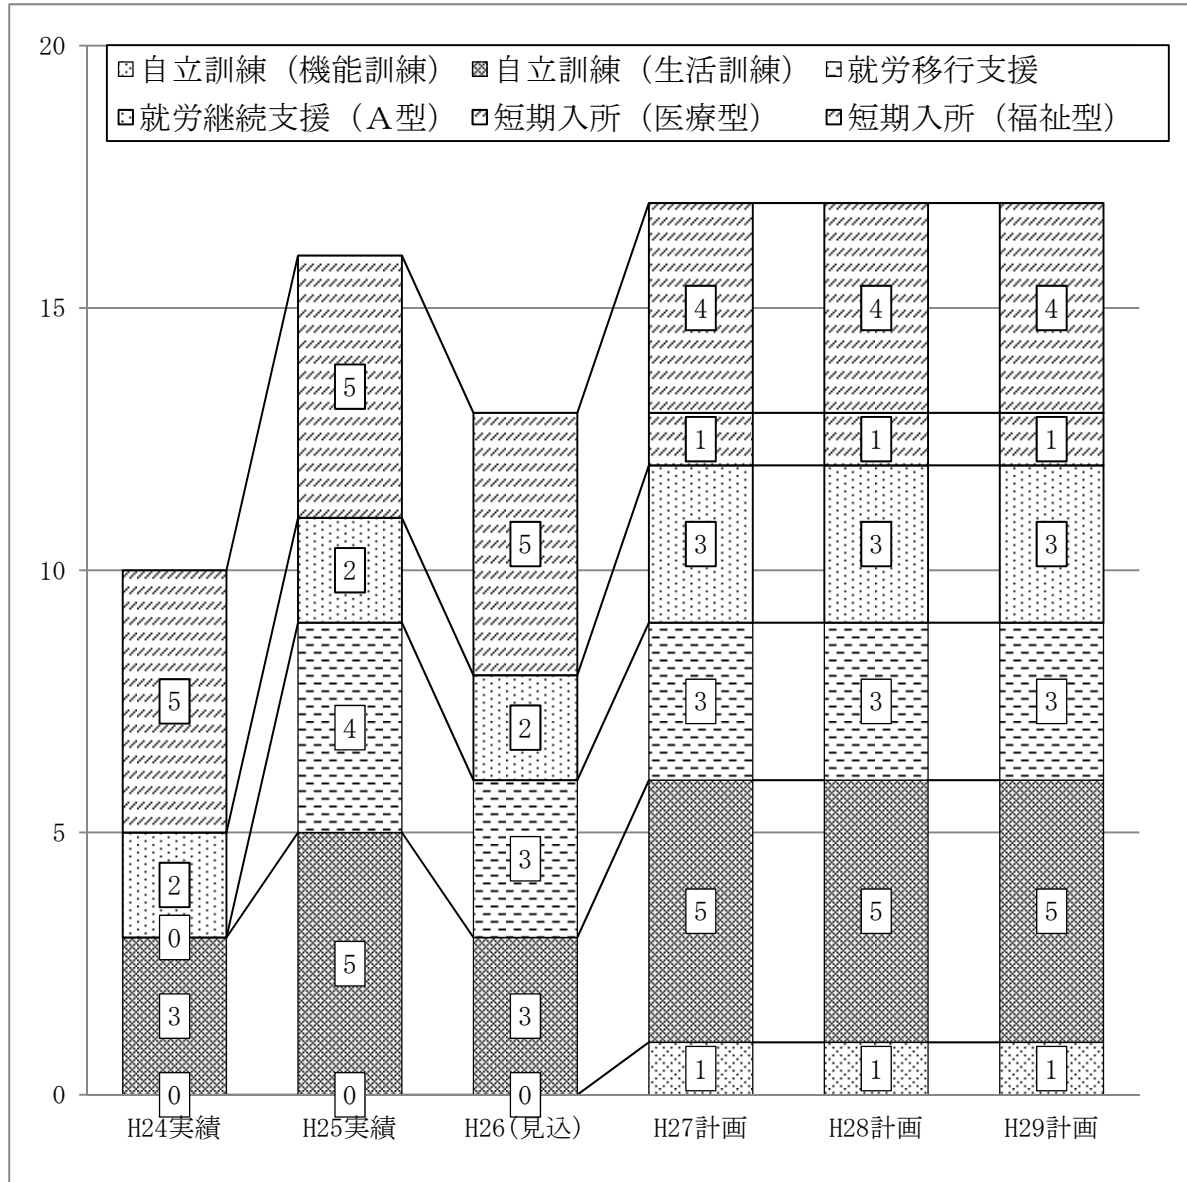 20
自立訓練（機能訓練） 自立訓練（生活訓練） 就労移行支援
就労継続支援（Ａ型） 短期入所（医療型） 短期入所（福祉型）
4 4 4
15
5
1 1 1
5 3 3 3
2
10
5 4 2 3 3 3
5
2 3
0 5 5 5
5
3 3
1 1 1
0 0 0 0
H24実績 H25実績 H26(見込) H27計画 H28計画 H29計画